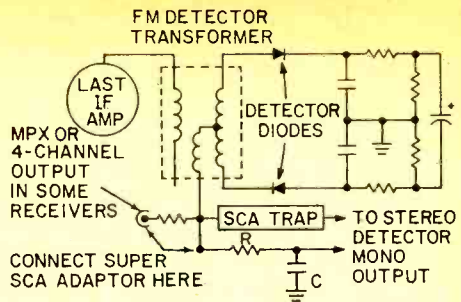 FM DETECTOR
TRANSFORMER
LAST
IF
AMP
DETECTOR
DIODES
+
MPX OR
4-CHANNEL
OUTPUT
IN SOME
RECEIVERS
SCA TRAP
TO STEREO
DETECTOR
MONO
OUTPUT
R
C
CONNECT SUPER
SCA ADAPTOR HERE